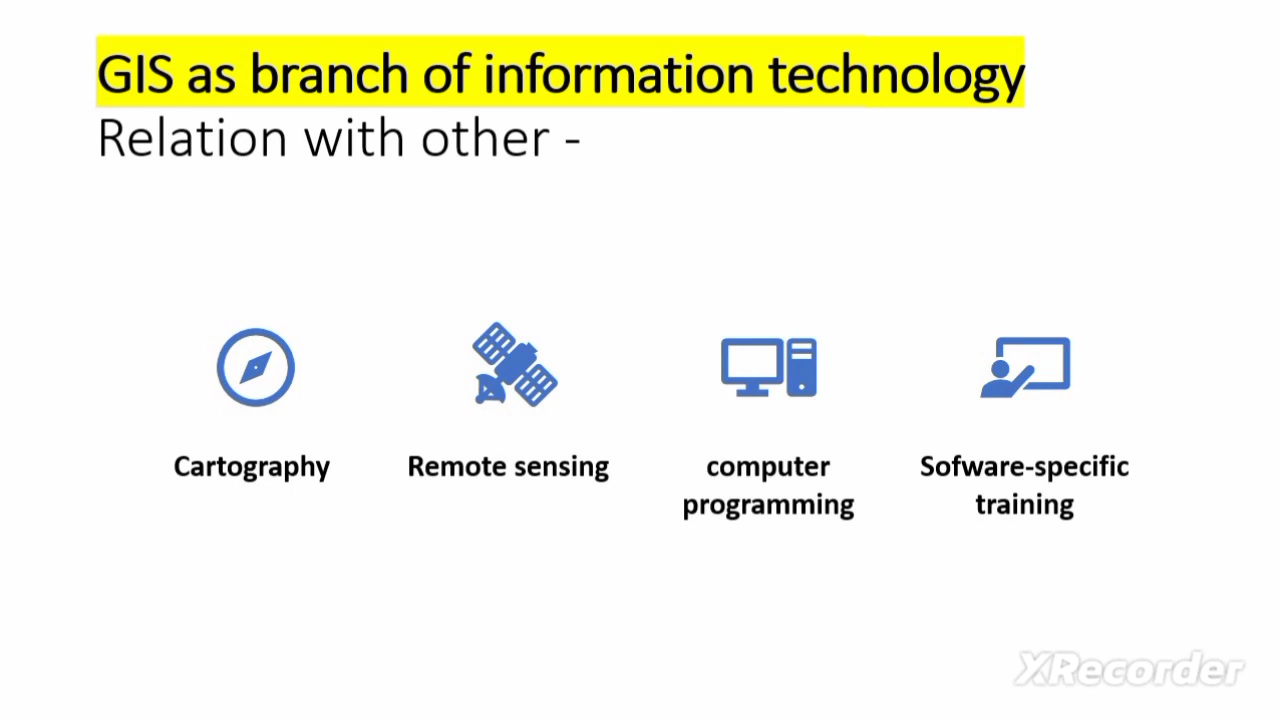 GIS as branch of information technology
Relation with other -
Cartography
Remote sensing
computer
programming
Sofware-specific
training
XRecorder